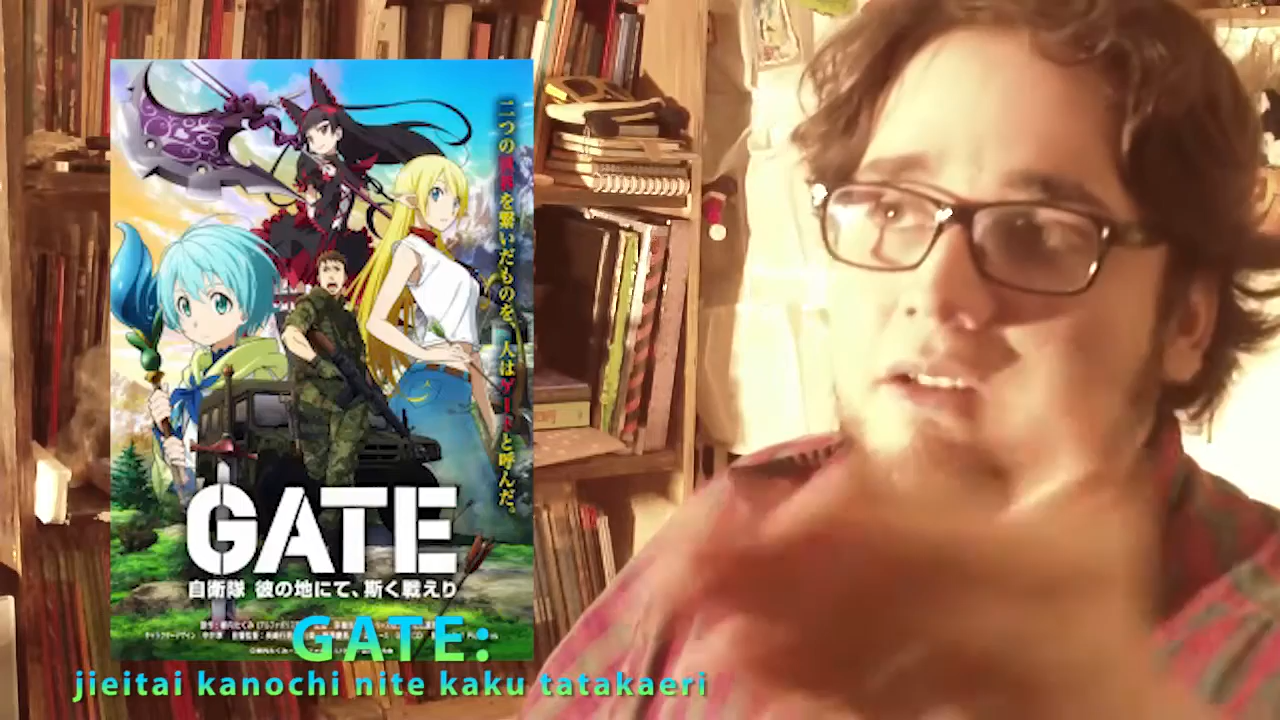 二つの世界を繋いだものを、人はゲートと呼んだ。
GATE
自衛隊 彼の地にて、斯く戦えり
GATE:
jieitai kanochi nite kaku tatakaeri